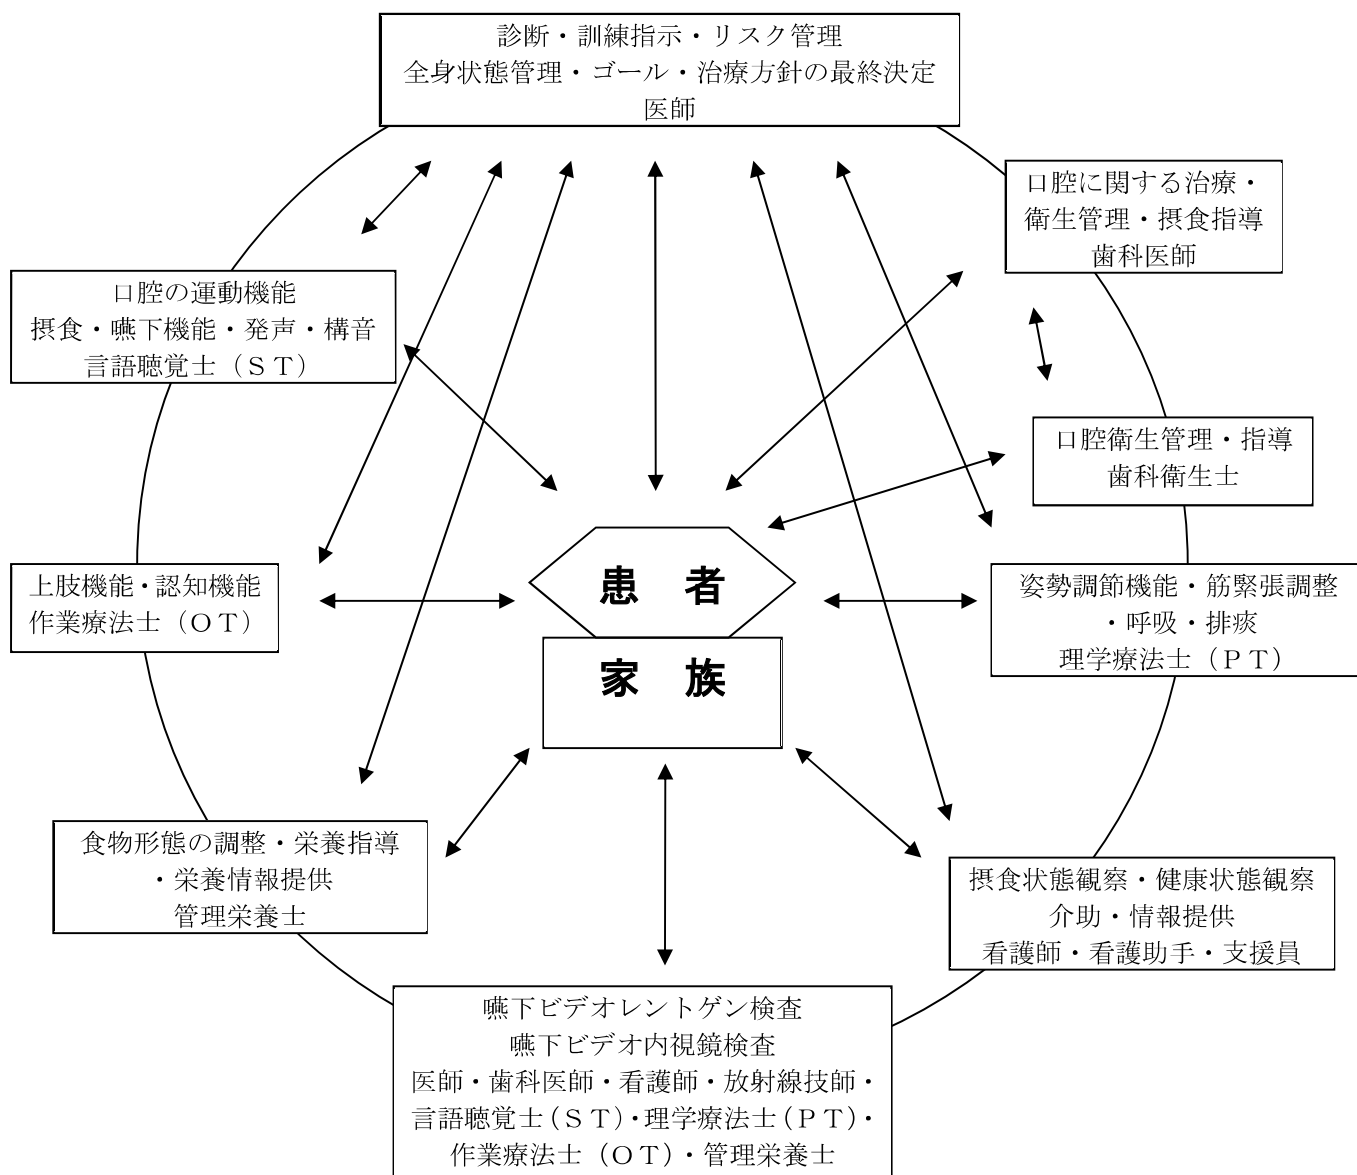 診断・訓練指示・リスク管理
全身状態管理・ゴール・治療方針の最終決定
医師
口腔に関する治療・
衛生管理・摂食指導
歯科医師
口腔の運動機能
摂食・嚥下機能・発声・構音
言語聴覚士（ＳＴ）
口腔衛生管理・指導
歯科衛生士
上肢機能・認知機能
作業療法士（ＯＴ）
患　者
家　族
姿勢調節機能・筋緊張調整
・呼吸・排痰
理学療法士（ＰＴ）
食物形態の調整・栄養指導
・栄養情報提供
管理栄養士
摂食状態観察・健康状態観察
介助・情報提供
看護師・看護助手・支援員
嚥下ビデオレントゲン検査
嚥下ビデオ内視鏡検査
医師・歯科医師・看護師・放射線技師・
言語聴覚士（ＳＴ）・理学療法士（ＰＴ）・
作業療法士（ＯＴ）・管理栄養士